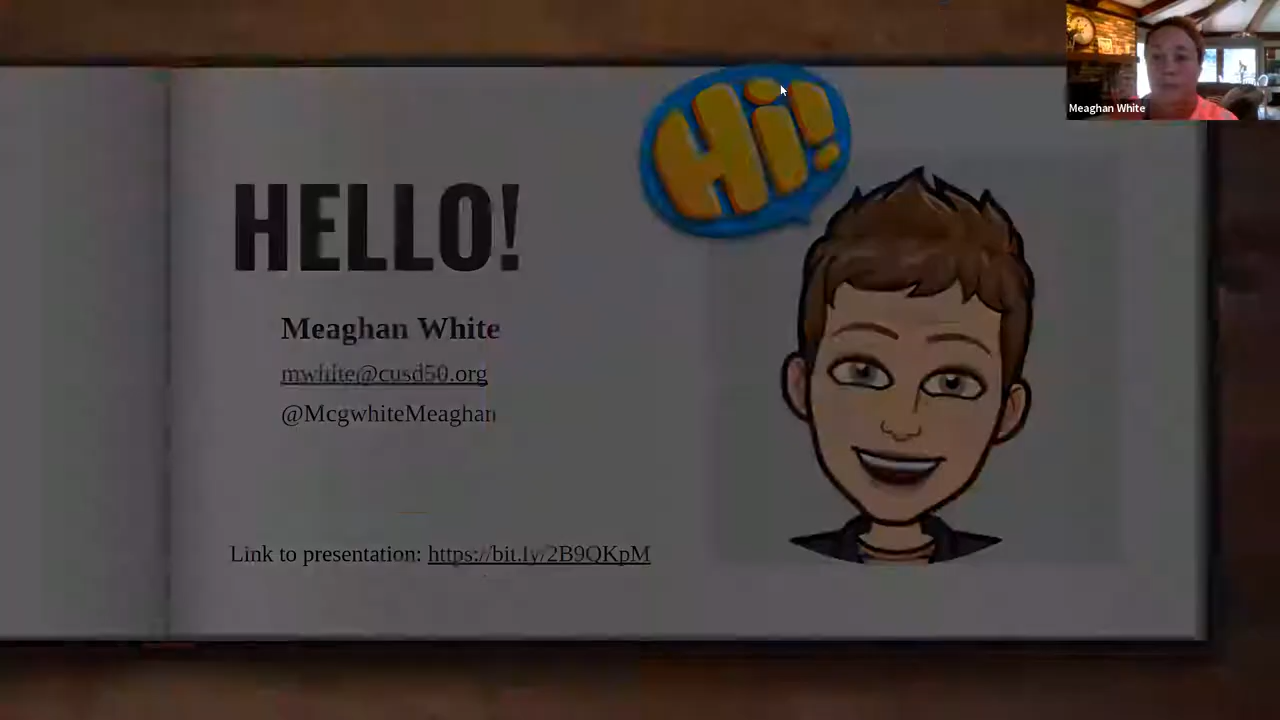 Hi!
Meaghan White
HELLO!
Meaghan White
mwhite@cusd50.org
@McgwhiteMeaghan
Link to presentation: https://bit.ly/2B9QKpM